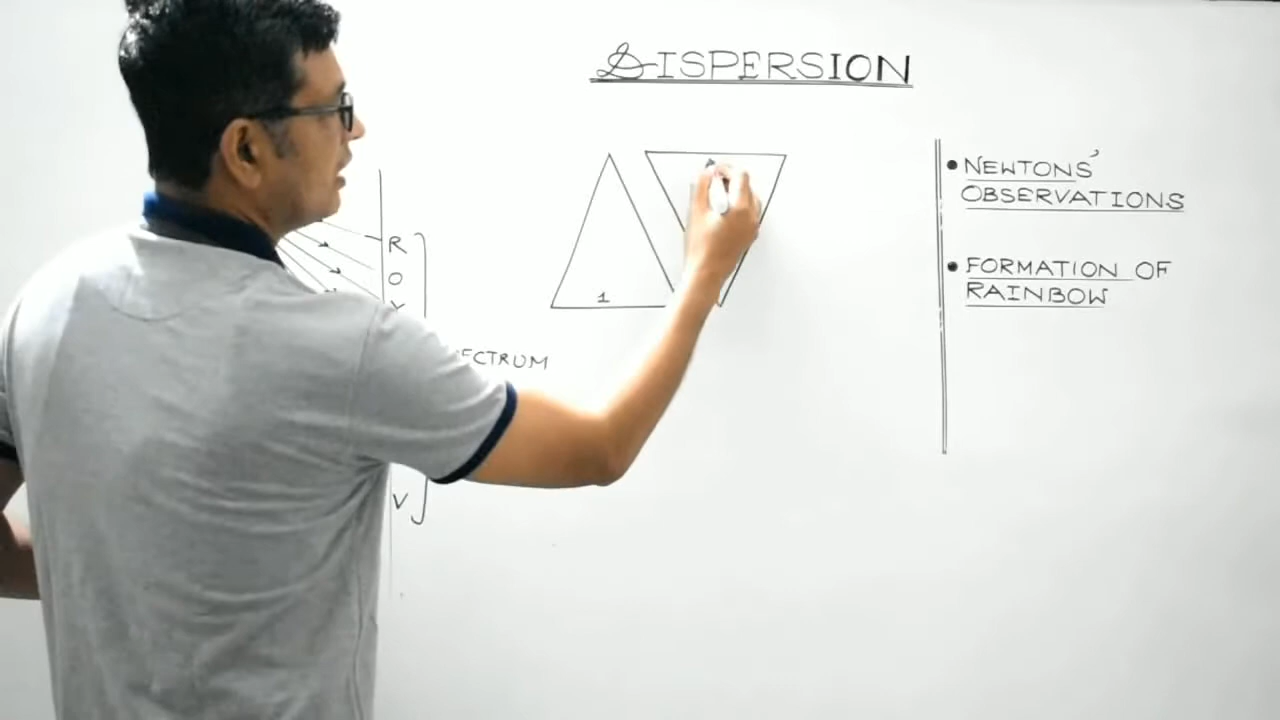 DISPERSION
R
O
Y
V
1
NEWTONS'
OBSERVATIONS
FORMATION OF
RAINBOW